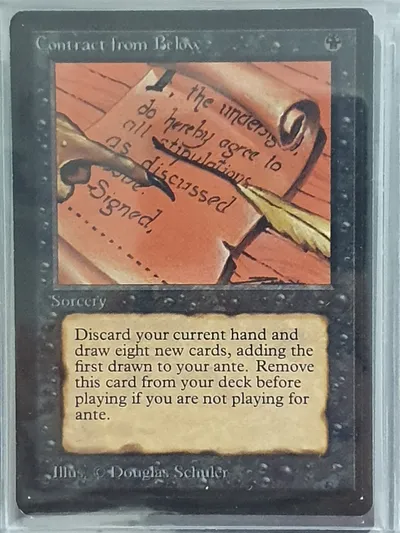 Contract from Below
I, the undersign
do hereby agree to
all stipulations
as discussed
Signed,
Sorcery
Discard your current hand and
draw eight new cards, adding the
first drawn to your ante. Remove
this card from your deck before
playing if you are not playing for
ante.
Illus. © Douglas Schuler